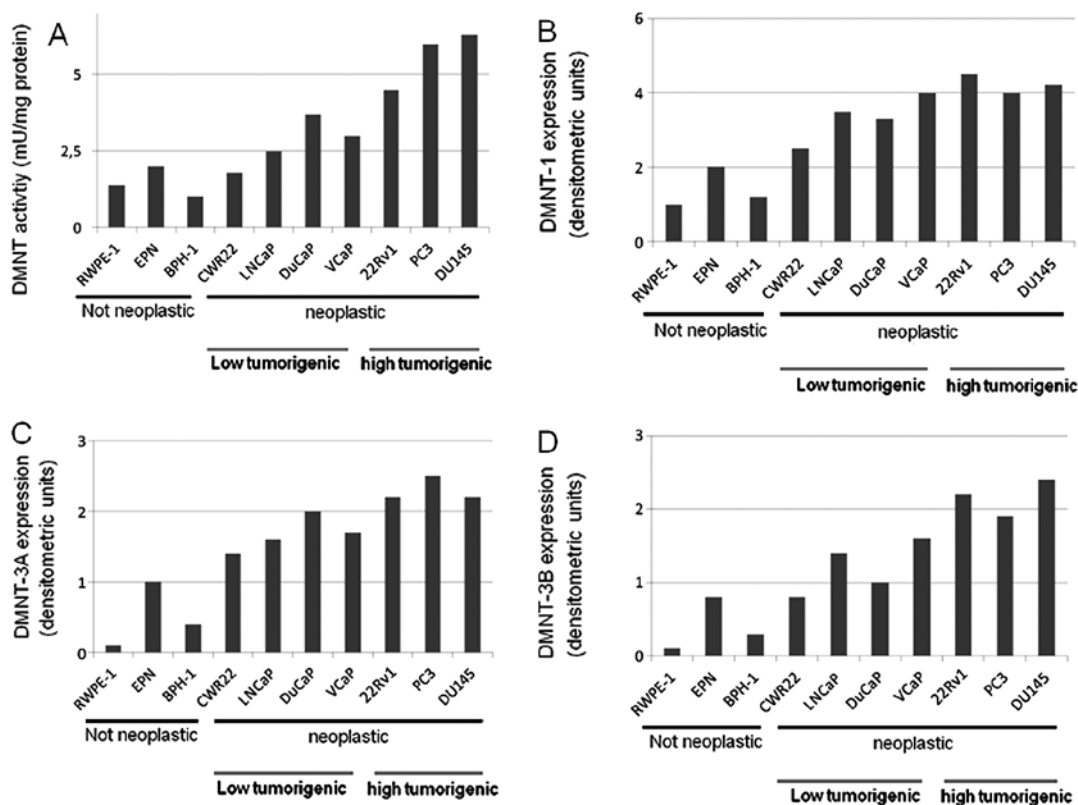 A
DMNT activtiy (mU/mg protein)
5
2,5
0
RWPE-1
EPN
BPH-1
CWR22
LNCaP
DuCaP
VCaP
22Rv1
PC3
DU145
Not neoplastic
neoplastic
Low tumorigenic
high tumorigenic
B
DMNT-1 expression
(densitometric units)
6
4
2
0
RWPE-1
EPN
BPH-1
CWR22
LNCaP
DuCaP
VCaP
22Rv1
PC3
DU145
Not neoplastic
neoplastic
Low tumorigenic
high tumorigenic
C
DMNT-3A expression
(densitometric units)
3
2
1
0
RWPE-1
EPN
BPH-1
CWR22
LNCaP
DuCaP
VCaP
22Rv1
PC3
DU145
Not neoplastic
neoplastic
Low tumorigenic
high tumorigenic
D
DMNT-3B expression
(densitometric units)
3
2
1
0
RWPE-1
EPN
BPH-1
CWR22
LNCaP
DuCaP
VCaP
22Rv1
PC3
DU145
Not neoplastic
neoplastic
Low tumorigenic
high tumorigenic